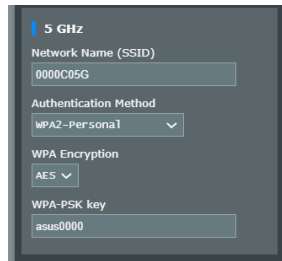 5 GHz
Network Name (SSID)
0000C05G
Authentication Method
WPA2-Personal
WPA Encryption
AES
WPA-PSK key
asus0000